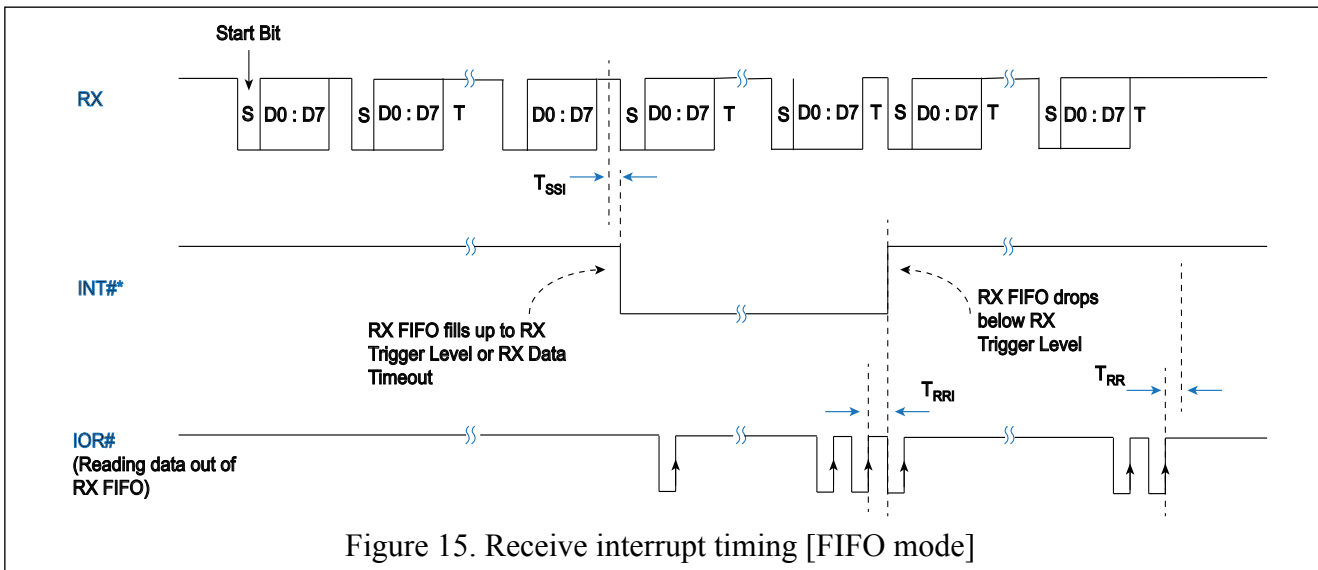 Start Bit
RX
S D0 : D7 S D0 : D7 T D0 : D7 S D0 : D7 T S D0 : D7 T S D0 : D7 T S D0 : D7 T
TSSI
INT#*
RX FIFO fills up to RX
Trigger Level or RX Data
Timeout
RX FIFO drops
below RX
Trigger Level
TRRI
TRR
IOR#
(Reading data out of
RX FIFO)
Figure 15. Receive interrupt timing [FIFO mode]